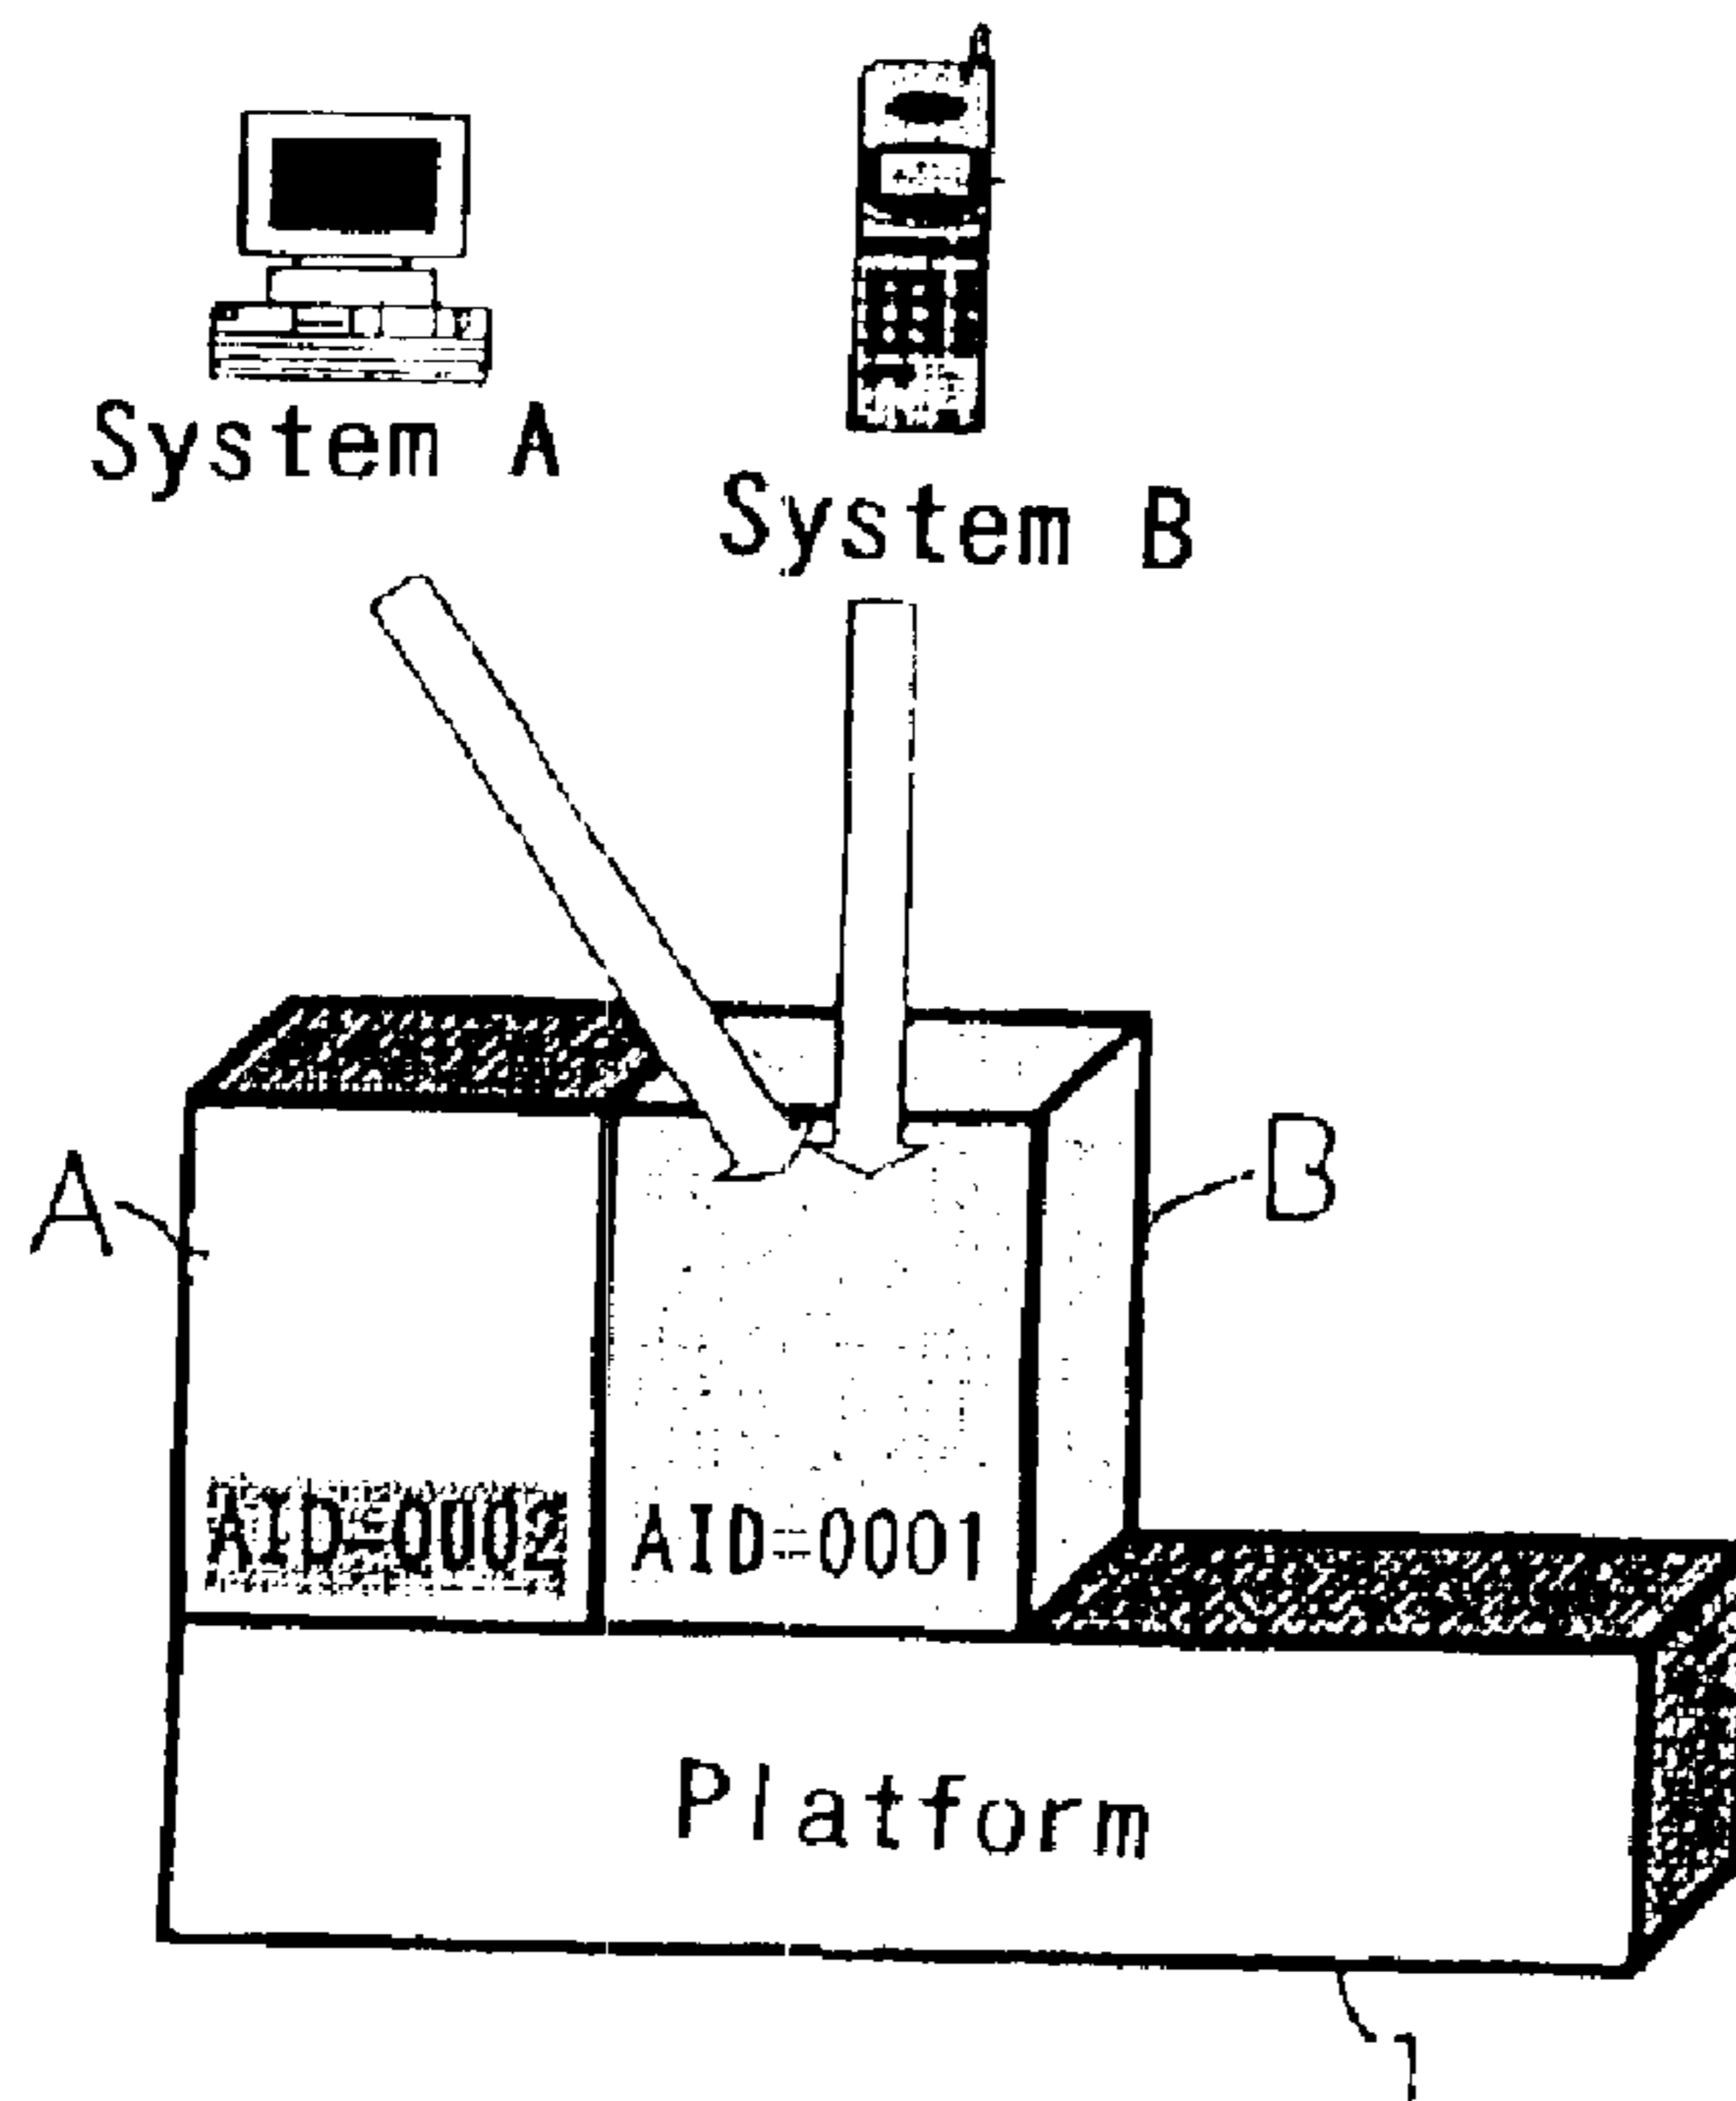 System A
System B
A
B
AID=0002
AID=0001
Platform
1